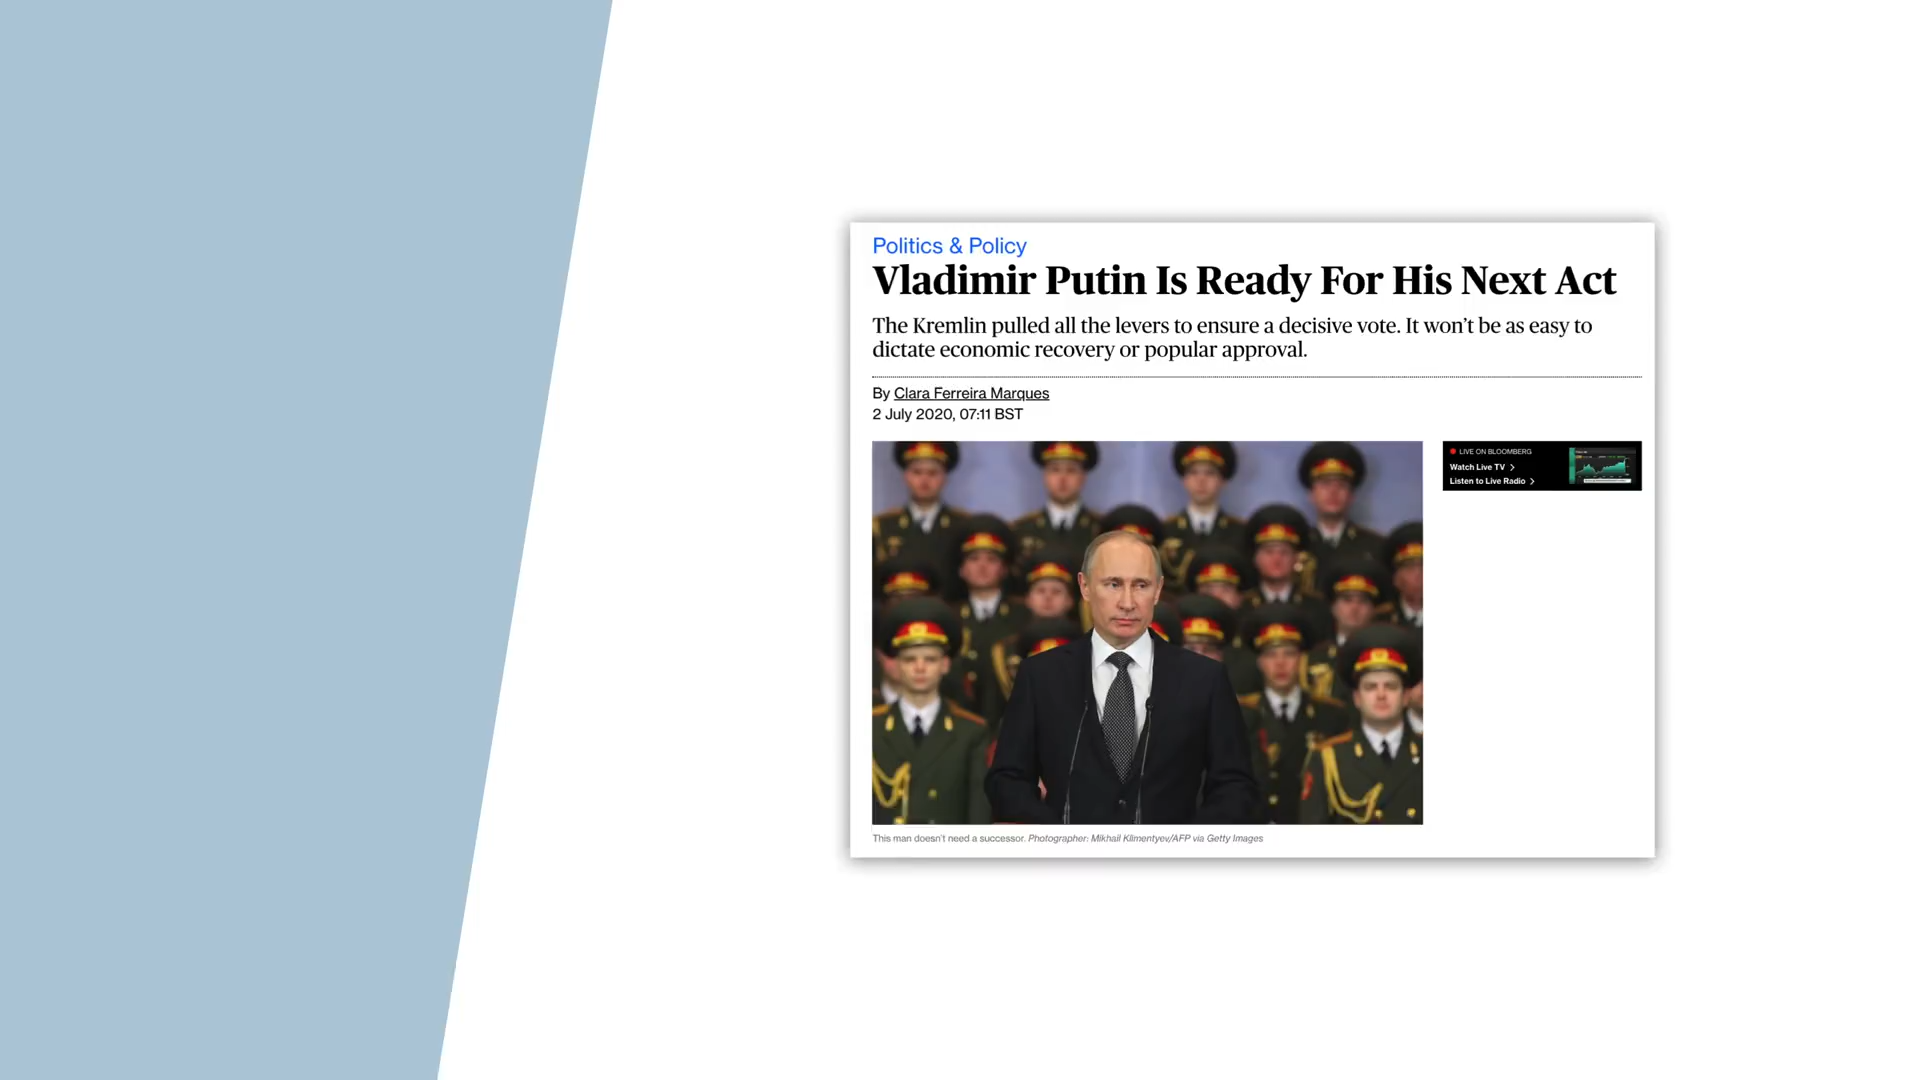 Politics & Policy
Vladimir Putin Is Ready For His Next Act
The Kremlin pulled all the levers to ensure a decisive vote. It won't be as easy to
dictate economic recovery or popular approval.
By Clara Ferreira Marques
2 July 2020, 07:11 BST
LIVE ON BLOOMBERG
Watch Live TV >
Listen to Live Radio >
This man doesn't need a successor. Photographer: Mikhail Klimentyev/AFP via Getty Images